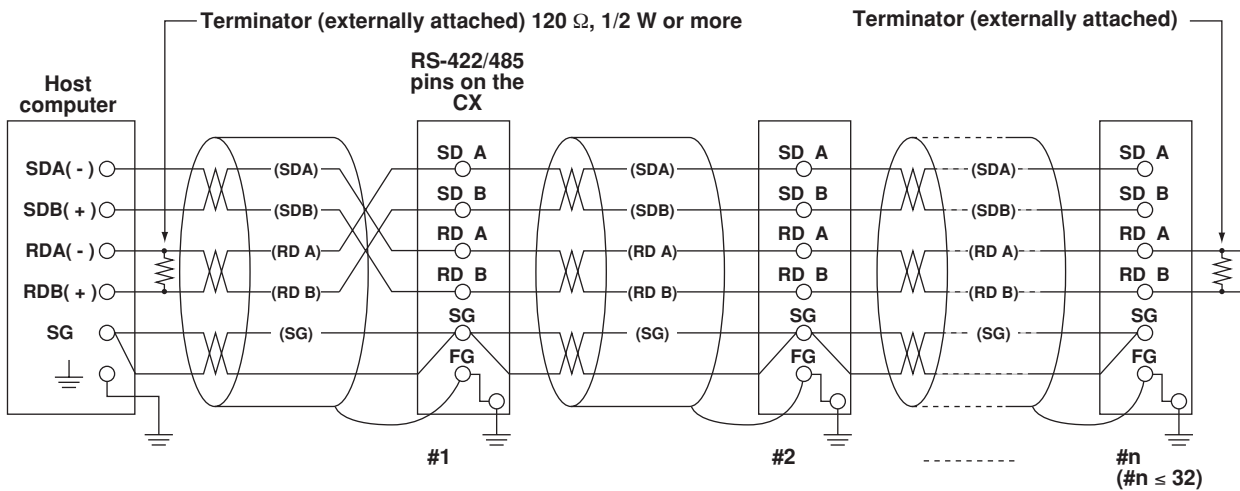 Terminator (externally attached) 120 Ω, 1/2 W or more
Terminator (externally attached)
Host
computer
RS-422/485
pins on the
CX
SDA( - )
SDB( + )
RDA( - )
RDB( + )
SG
(SDA)
(SDB)
(RD A)
(RD B)
(SG)
SD A
SD B
RD A
RD B
SG
FG
(SDA)
(SDB)
(RD A)
(RD B)
(SG)
SD A
SD B
RD A
RD B
SG
FG
(SDA)
(SDB)
(RD A)
(RD B)
(SG)
SD A
SD B
RD A
RD B
SG
FG
#1
#2
#n
(#n ≤ 32)